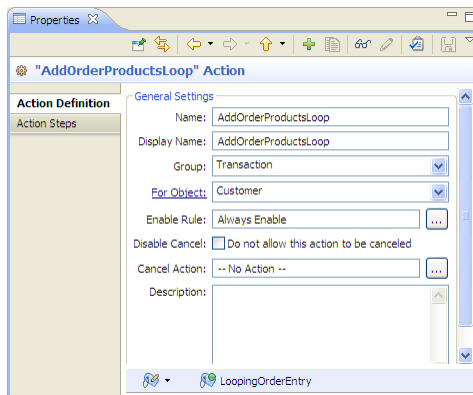 Properties
"AddOrderProductsLoop" Action
Action Definition
Action Steps
General Settings
Name: AddOrderProductsLoop
Display Name: AddOrderProductsLoop
Group: Transaction
For Object: Customer
Enable Rule: Always Enable ...
Disable Cancel: Do not allow this action to be canceled
Cancel Action: -- No Action -- ...
Description:
LoopingOrderEntry